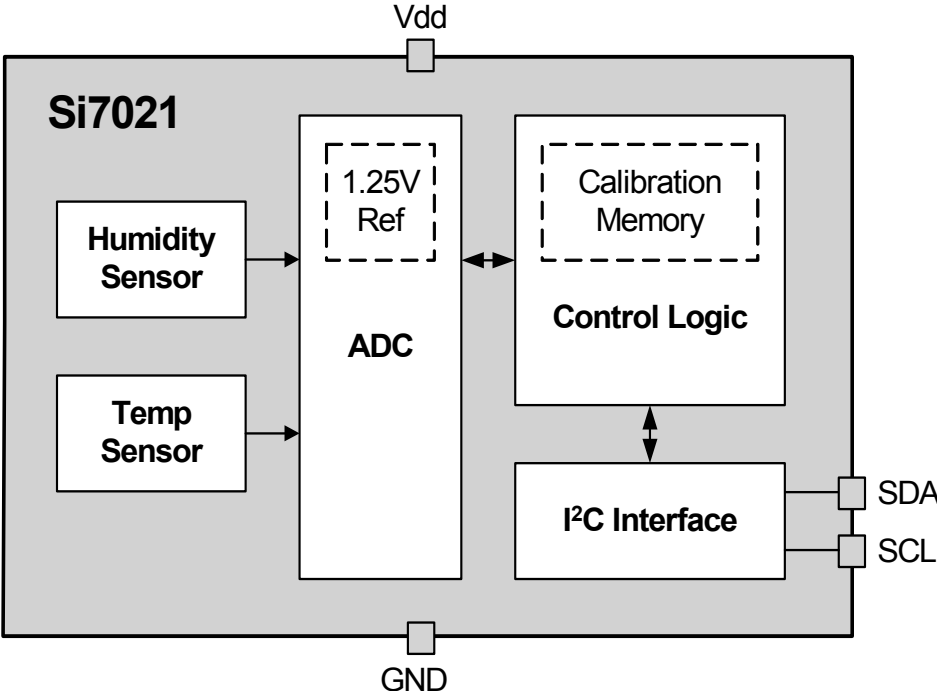 Vdd
Si7021
1.25V
Ref
Calibration
Memory
Humidity
Sensor
ADC
Control Logic
Temp
Sensor
I²C Interface
SDA
SCL
GND